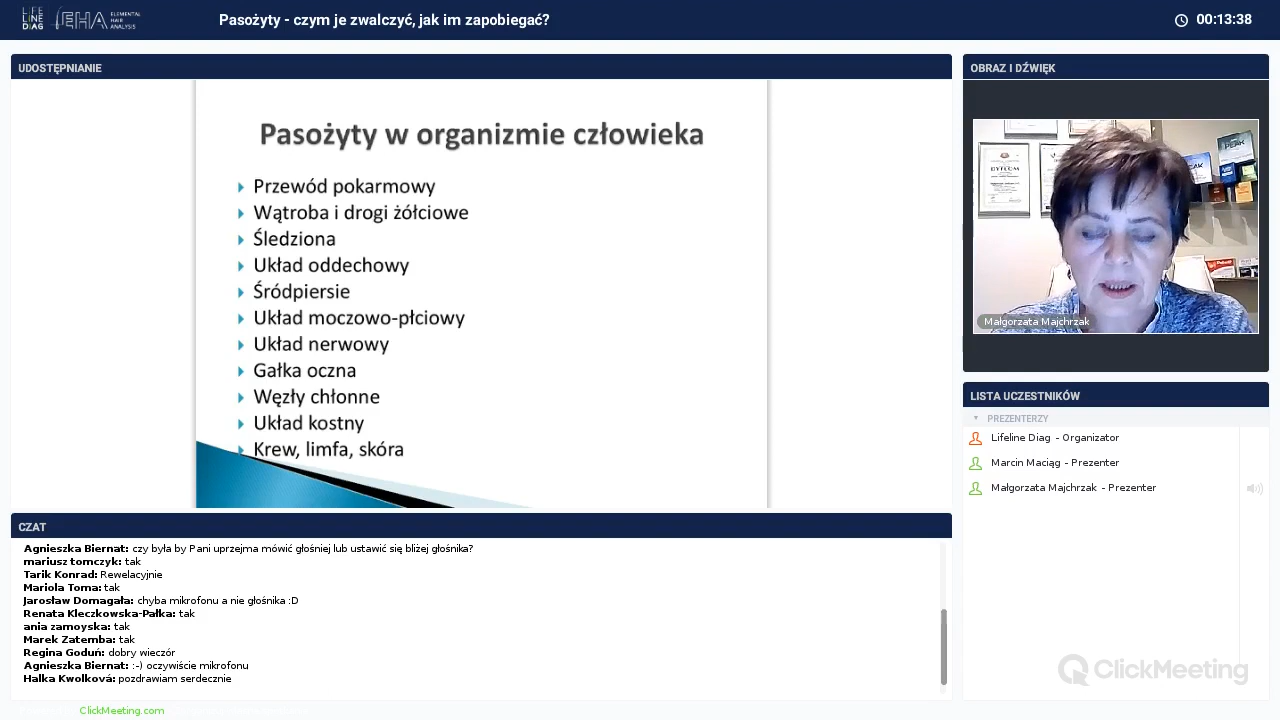 LIFE
LINE
DIAG
EHA
ELEMENTAL
HAIR
ANALYSIS
Pasożyty - czym je zwalczyć, jak im zapobiegać?
00:13:38
UDOSTĘPNIANIE
Pasożyty w organizmie człowieka
Przewód pokarmowy
Wątroba i drogi żółciowe
Śledziona
Układ oddechowy
Śródpiersie
Układ moczowo-płciowy
Układ nerwowy
Gałka oczna
Węzły chłonne
Układ kostny
Krew, limfa, skóra
OBRAZ I DŹWIĘK
DYPLOM
PEAK
Małgorzata Majchrzak
LISTA UCZESTNIKÓW
PREZENTERZY
Lifeline Diag - Organizator
Marcin Maciąg - Prezenter
Małgorzata Majchrzak - Prezenter
CZAT
Agnieszka Biernat: czy była by Pani uprzejma mówić głośniej lub ustawić się bliżej głośnika?
mariusz tomczyk: tak
Tarik Konrad: Rewelacyjnie
Mariola Toma: tak
Jarosław Domagała: chyba mikrofonu a nie głośnika :D
Renata Kleczkowska-Pałka: tak
ania zamoyska: tak
Marek Zatemba: tak
Regina Goduń: dobry wieczór
Agnieszka Biernat: :-) oczywiście mikrofonu
Halka Kwolková: pozdrawiam serdecznie
ClickMeeting
ClickMeeting.com